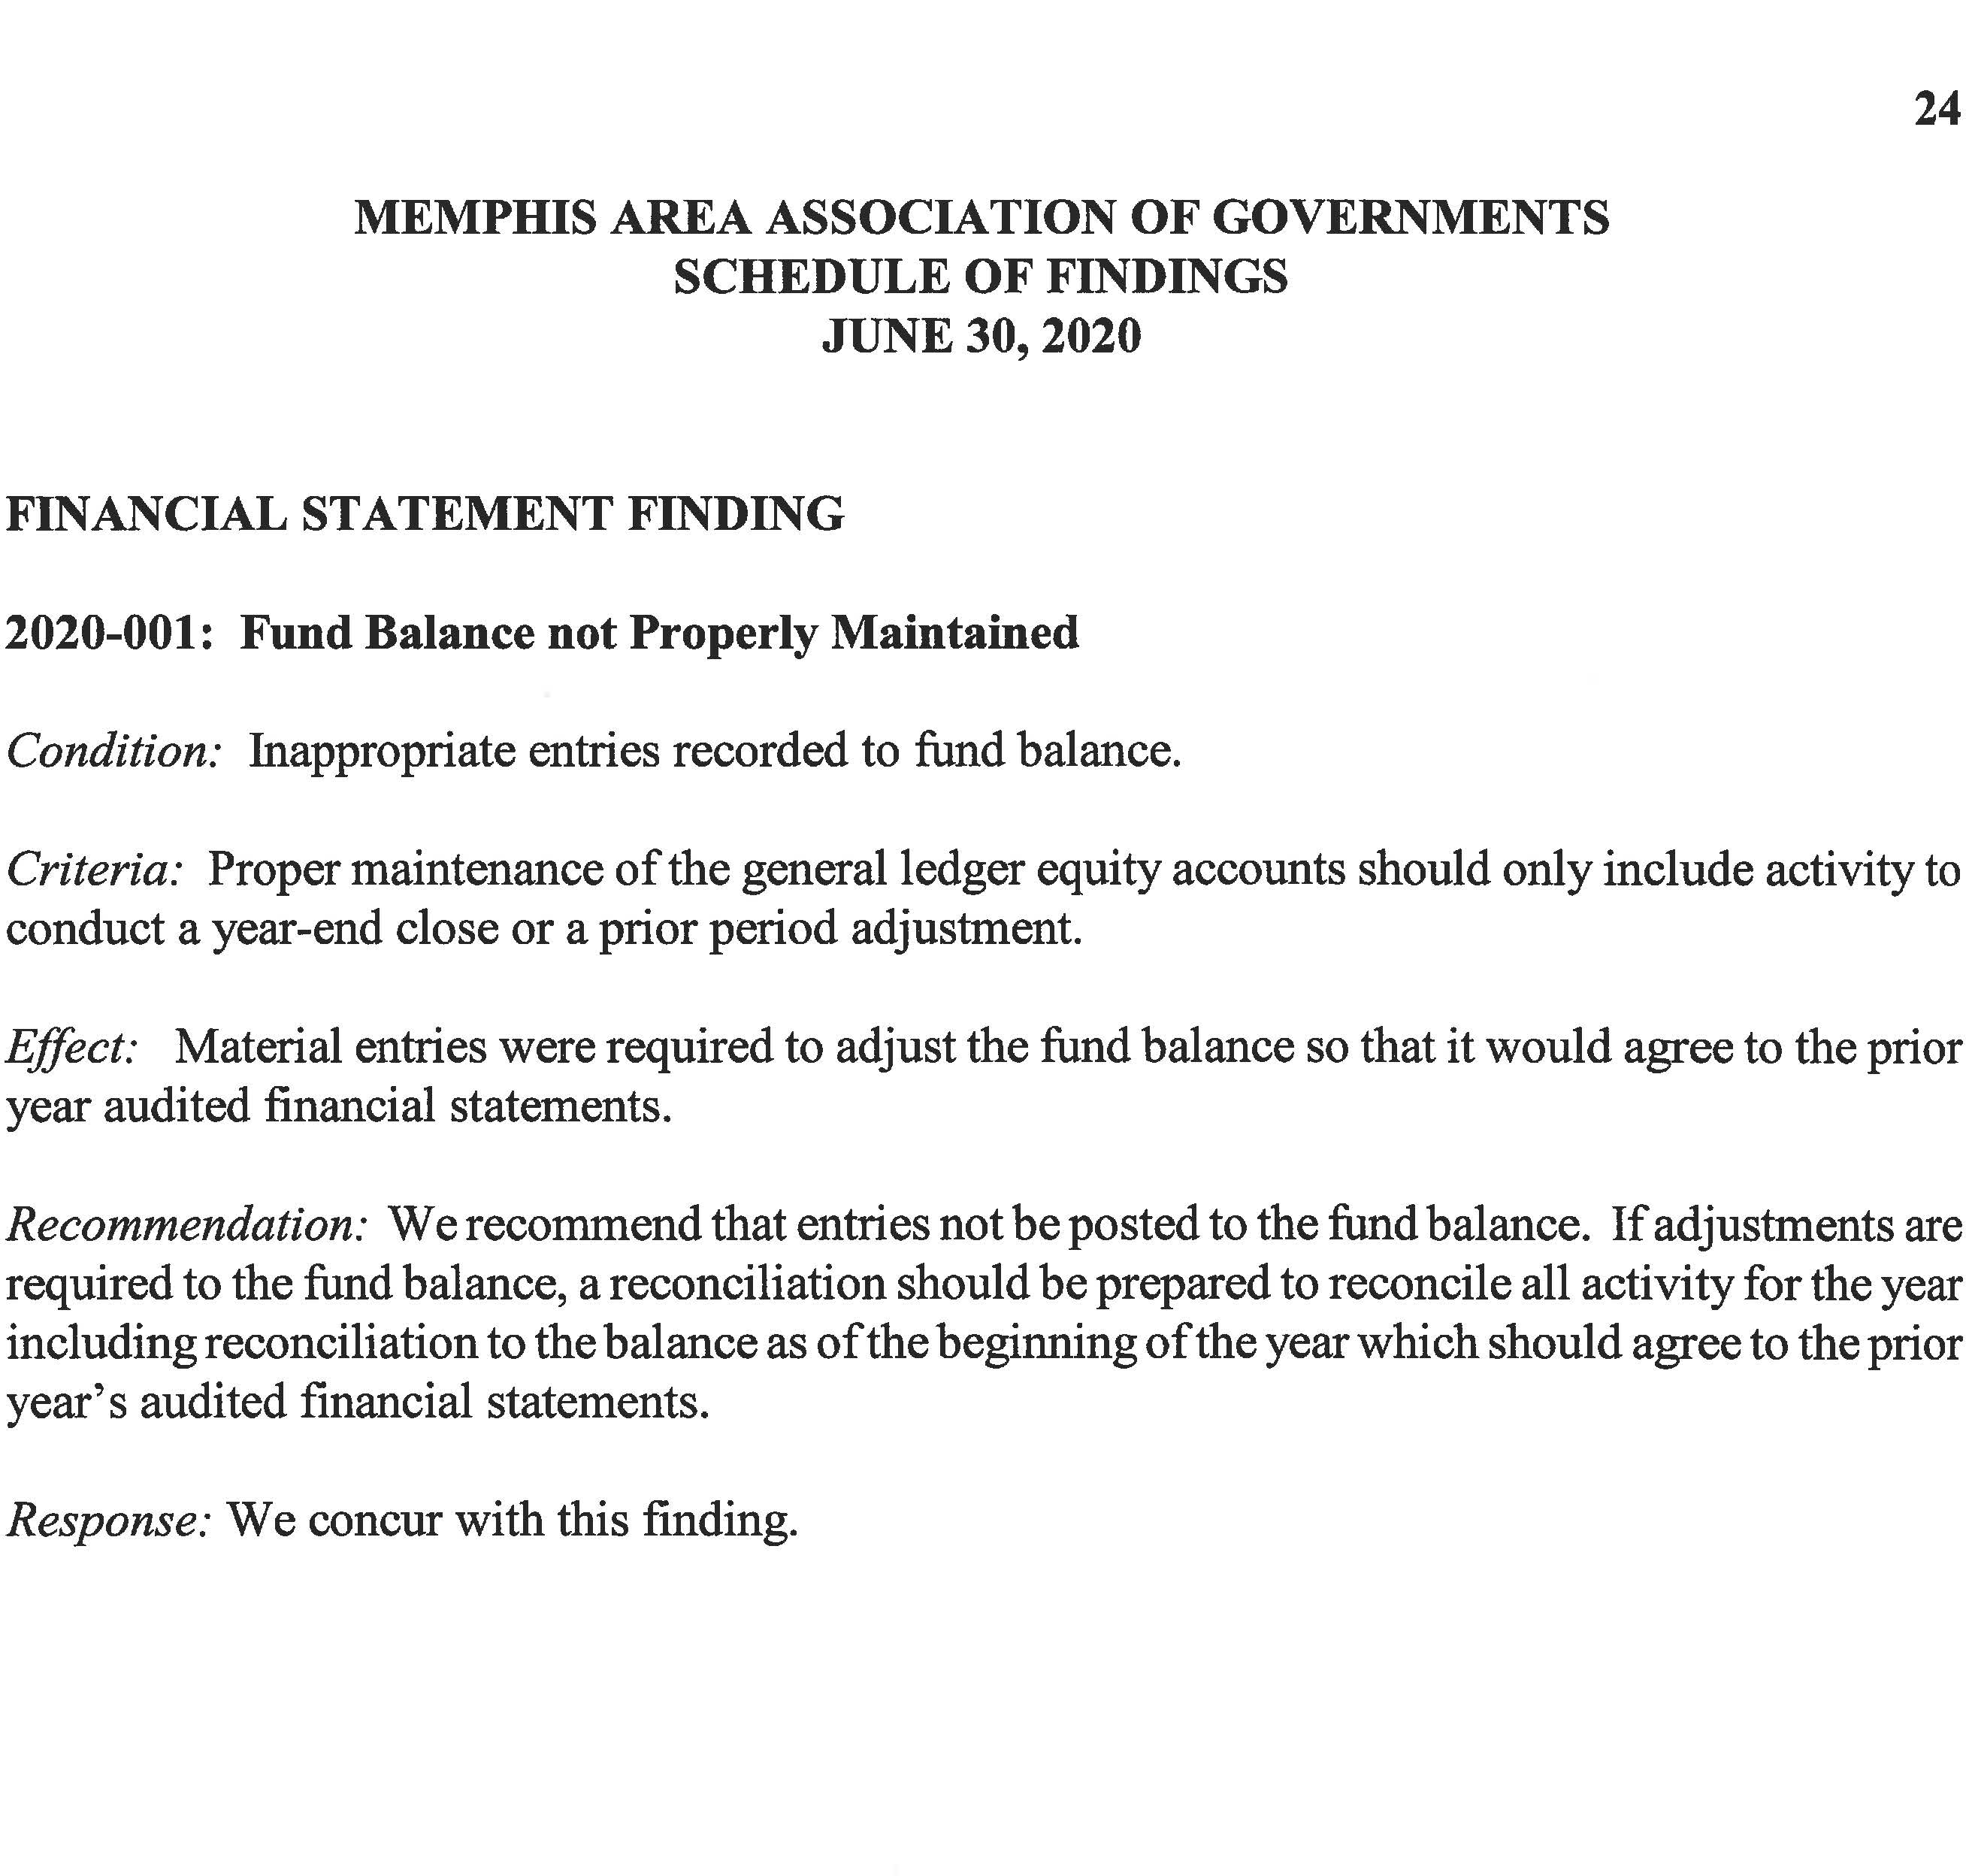 24
MEMPHIS AREA ASSOCIATION OF GOVERNMENTS
SCHEDULE OF FINDINGS
JUNE 30, 2020
FINANCIAL STATEMENT FINDING
2020-001: Fund Balance not Properly Maintained
Condition: Inappropriate entries recorded to fund balance.
Criteria: Proper maintenance of the general ledger equity accounts should only include activity to
conduct a year-end close or a prior period adjustment.
Effect: Material entries were required to adjust the fund balance so that it would agree to the prior
year audited financial statements.
Recommendation: We recommend that entries not be posted to the fund balance. If adjustments are
required to the fund balance, a reconciliation should be prepared to reconcile all activity for the year
including reconciliation to the balance as of the beginning of the year which should agree to the prior
year's audited financial statements.
Response: We concur with this finding.